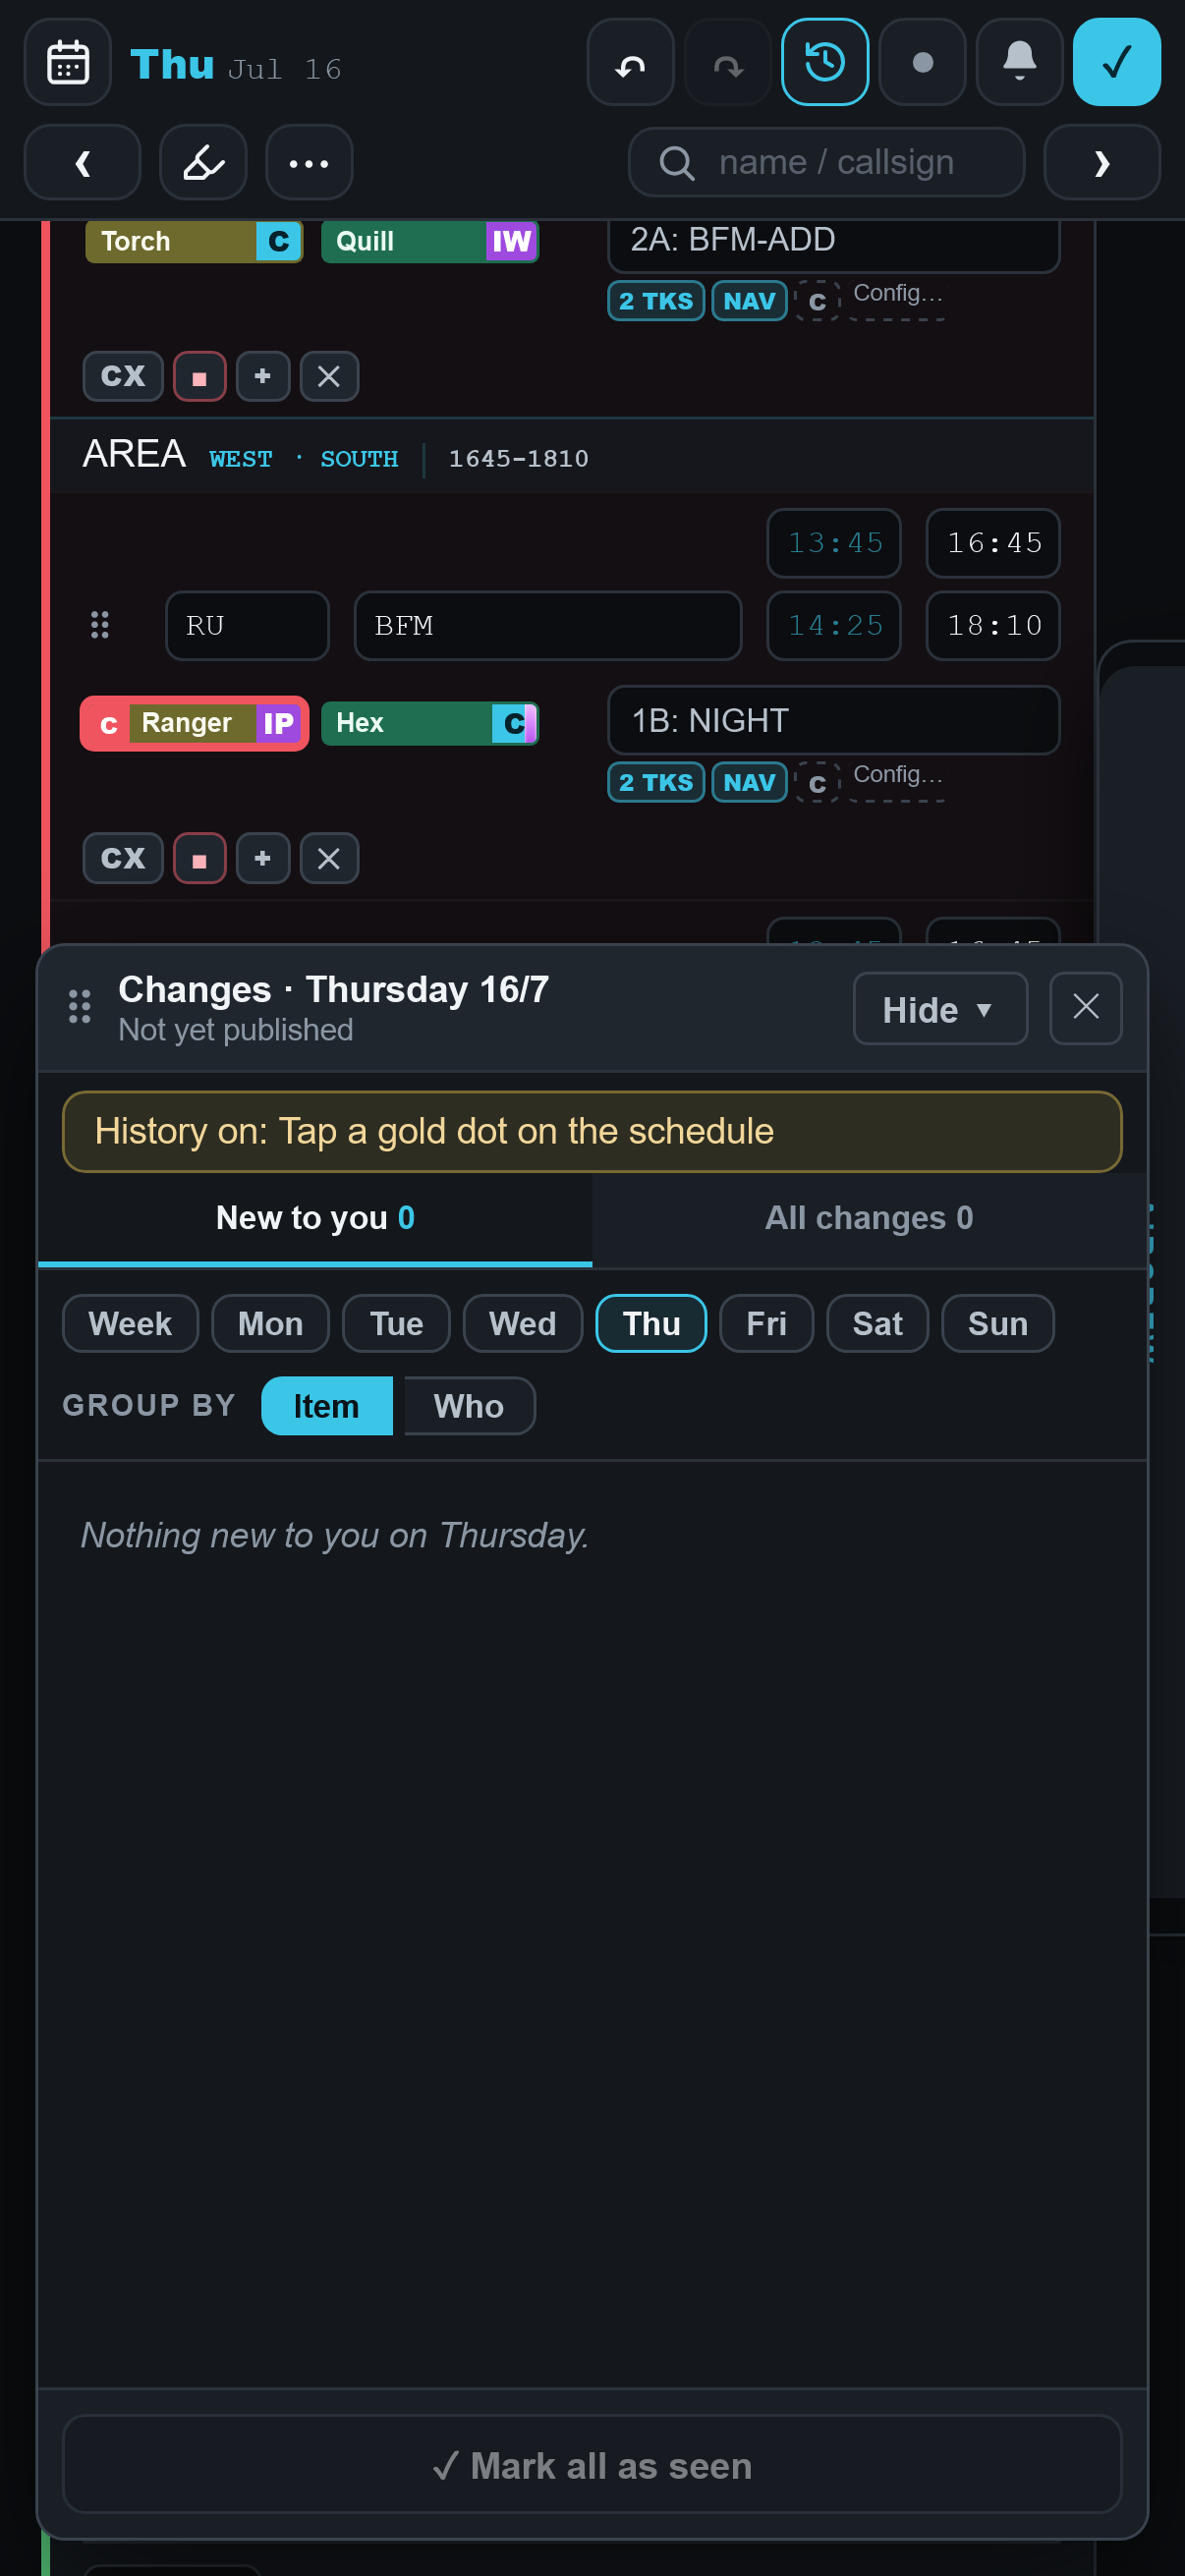 Thu Jul 16
name / callsign
Torch C Quill IW 2A: BFM-ADD
2 TKS NAV C Config...
CX +
AREA WEST · SOUTH 1645-1810
13:45 16:45
RU BFM 14:25 18:10
C Ranger IP Hex C 1B: NIGHT
2 TKS NAV C Config...
CX +
Changes · Thursday 16/7
Not yet published
Hide
History on: Tap a gold dot on the schedule
New to you 0 All changes 0
Week Mon Tue Wed Thu Fri Sat Sun
GROUP BY Item Who
Nothing new to you on Thursday.
✓ Mark all as seen